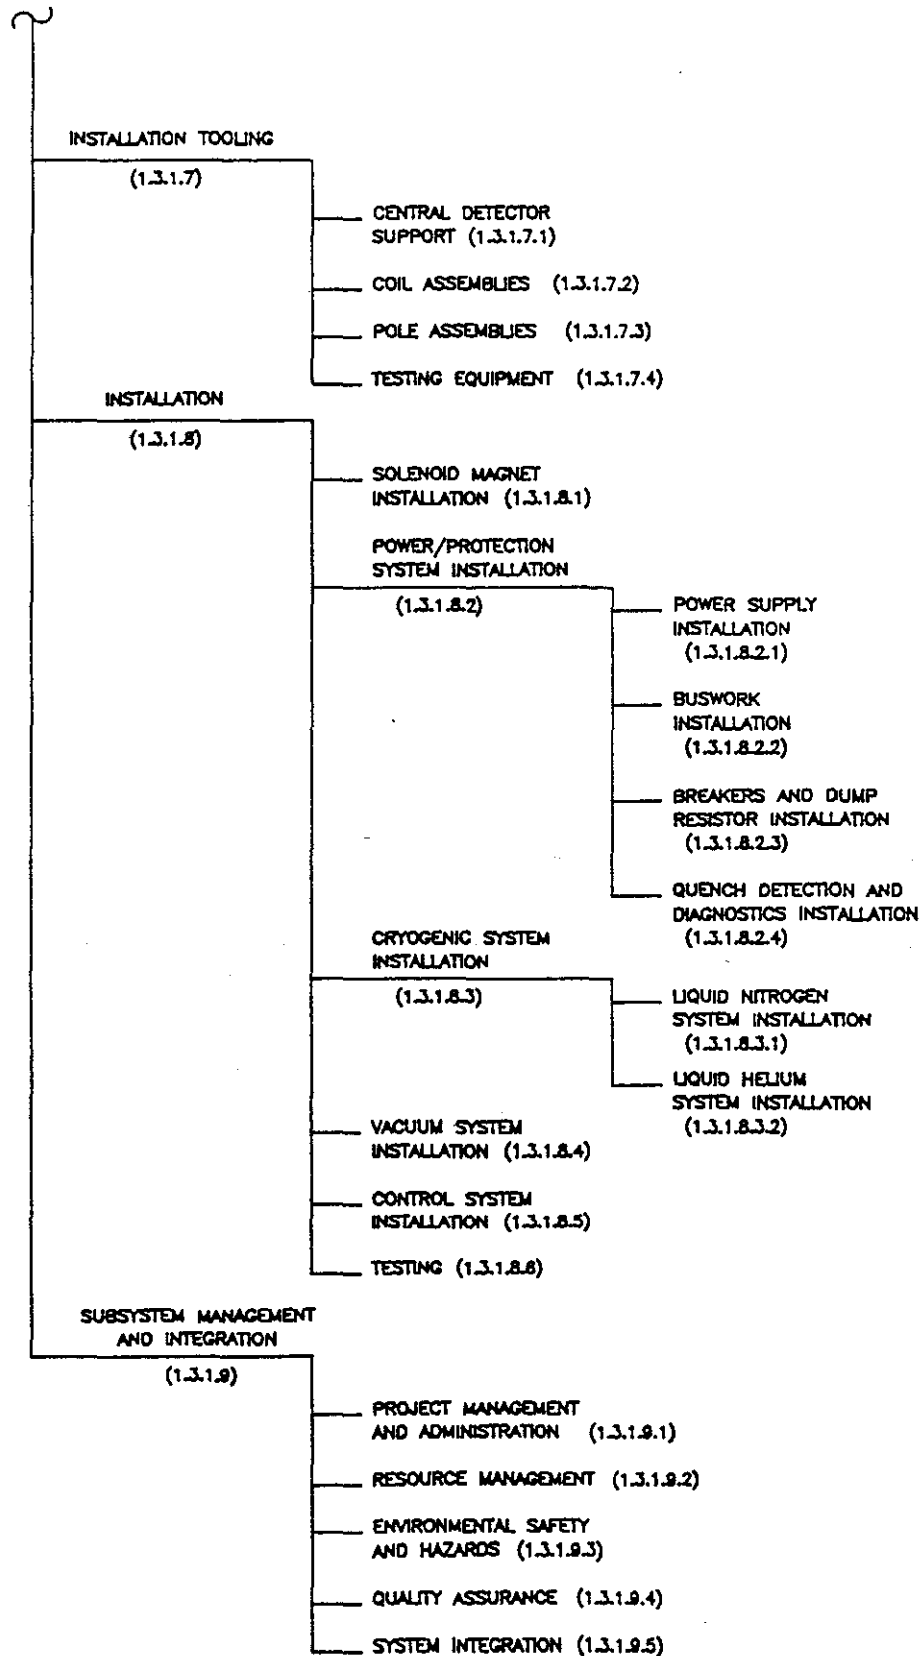 INSTALLATION TOOLING
(1.3.1.7)
CENTRAL DETECTOR
SUPPORT (1.3.1.7.1)
COIL ASSEMBLIES (1.3.1.7.2)
POLE ASSEMBLIES (1.3.1.7.3)
TESTING EQUIPMENT (1.3.1.7.4)
INSTALLATION
(1.3.1.8)
SOLENOID MAGNET
INSTALLATION (1.3.1.8.1)
POWER/PROTECTION
SYSTEM INSTALLATION
(1.3.1.8.2)
POWER SUPPLY
INSTALLATION
(1.3.1.8.2.1)
BUSWORK
INSTALLATION
(1.3.1.8.2.2)
BREAKERS AND DUMP
RESISTOR INSTALLATION
(1.3.1.8.2.3)
QUENCH DETECTION AND
DIAGNOSTICS INSTALLATION
(1.3.1.8.2.4)
CRYOGENIC SYSTEM
INSTALLATION
(1.3.1.8.3)
LIQUID NITROGEN
SYSTEM INSTALLATION
(1.3.1.8.3.1)
LIQUID HELIUM
SYSTEM INSTALLATION
(1.3.1.8.3.2)
VACUUM SYSTEM
INSTALLATION (1.3.1.8.4)
CONTROL SYSTEM
INSTALLATION (1.3.1.8.5)
TESTING (1.3.1.8.6)
SUBSYSTEM MANAGEMENT
AND INTEGRATION
(1.3.1.9)
PROJECT MANAGEMENT
AND ADMINISTRATION (1.3.1.9.1)
RESOURCE MANAGEMENT (1.3.1.9.2)
ENVIRONMENTAL SAFETY
AND HAZARDS (1.3.1.9.3)
QUALITY ASSURANCE (1.3.1.9.4)
SYSTEM INTEGRATION (1.3.1.9.5)